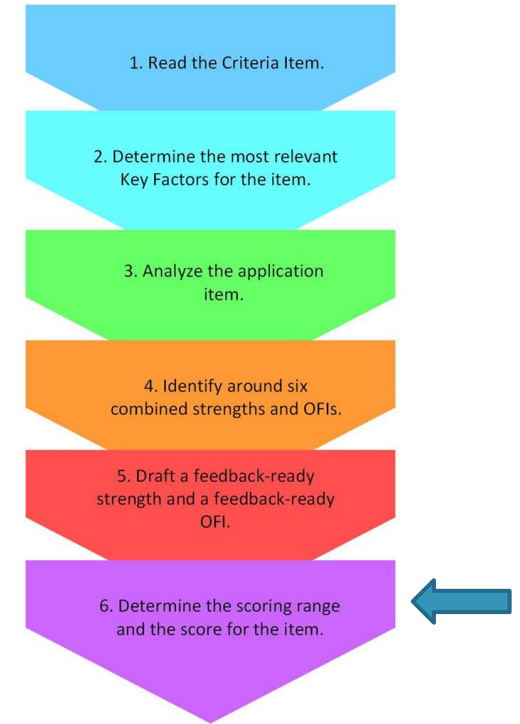 1. Read the Criteria Item.
2. Determine the most relevant
Key Factors for the item.
3. Analyze the application
item.
4. Identify around six
combined strengths and OFIs.
5. Draft a feedback-ready
strength and a feedback-ready
OFI.
6. Determine the scoring range
and the score for the item.